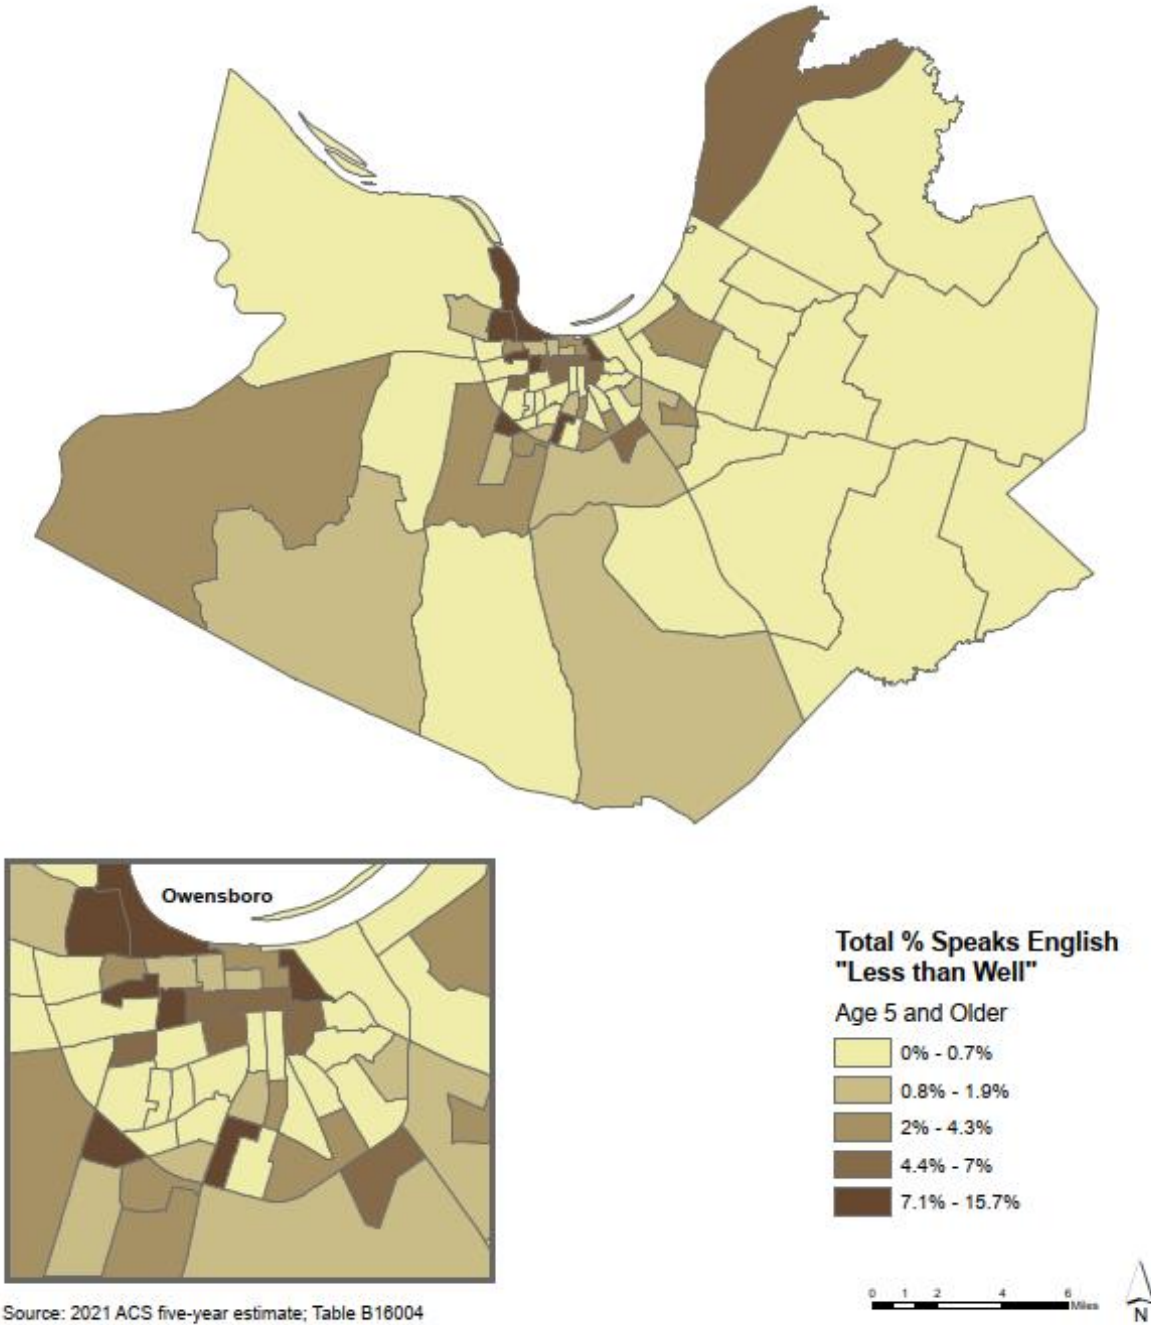 Owensboro
Total % Speaks English
"Less than Well"
Age 5 and Older
0% - 0.7%
0.8% - 1.9%
2% - 4.3%
4.4% - 7%
7.1% - 15.7%
Source: 2021 ACS five-year estimate; Table B16004
0 1 2 4 6
Miles
N